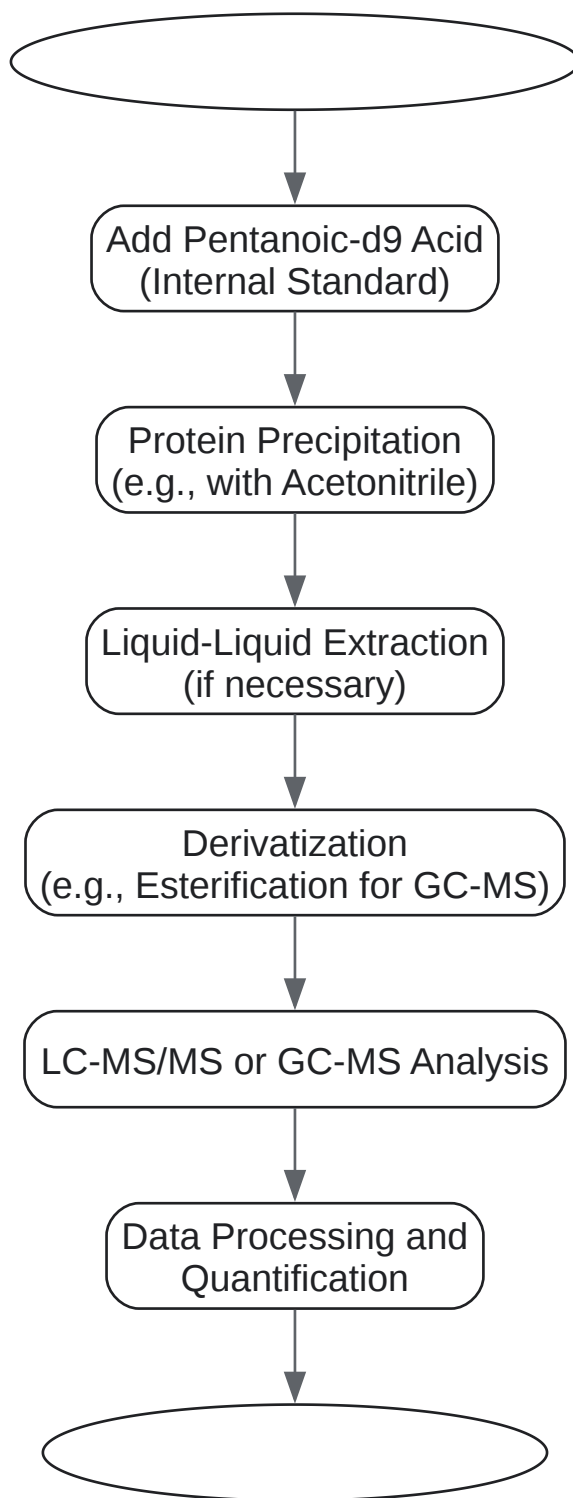 Add Pentanoic-d9 Acid
(Internal Standard)
Protein Precipitation
(e.g., with Acetonitrile)
Liquid-Liquid Extraction
(if necessary)
Derivatization
(e.g., Esterification for GC-MS)
LC-MS/MS or GC-MS Analysis
Data Processing and
Quantification